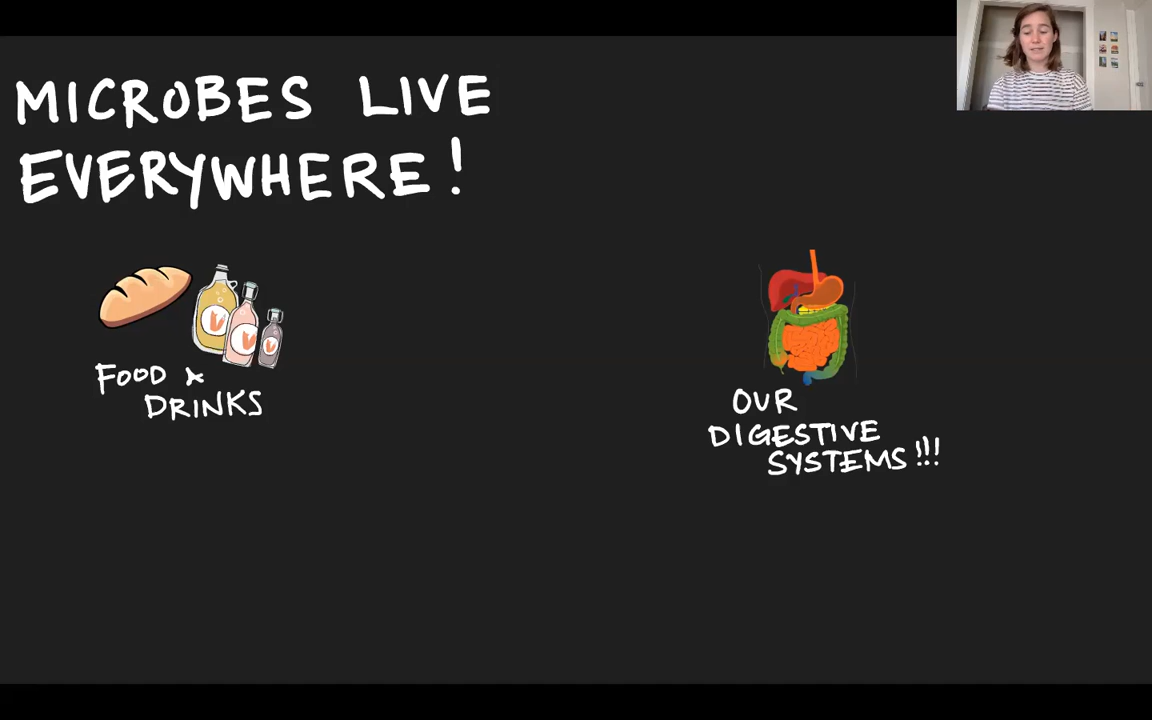 MICROBES LIVE
EVERYWHERE!
FOOD &
DRINKS
OUR
DIGESTIVE
SYSTEMS!!!